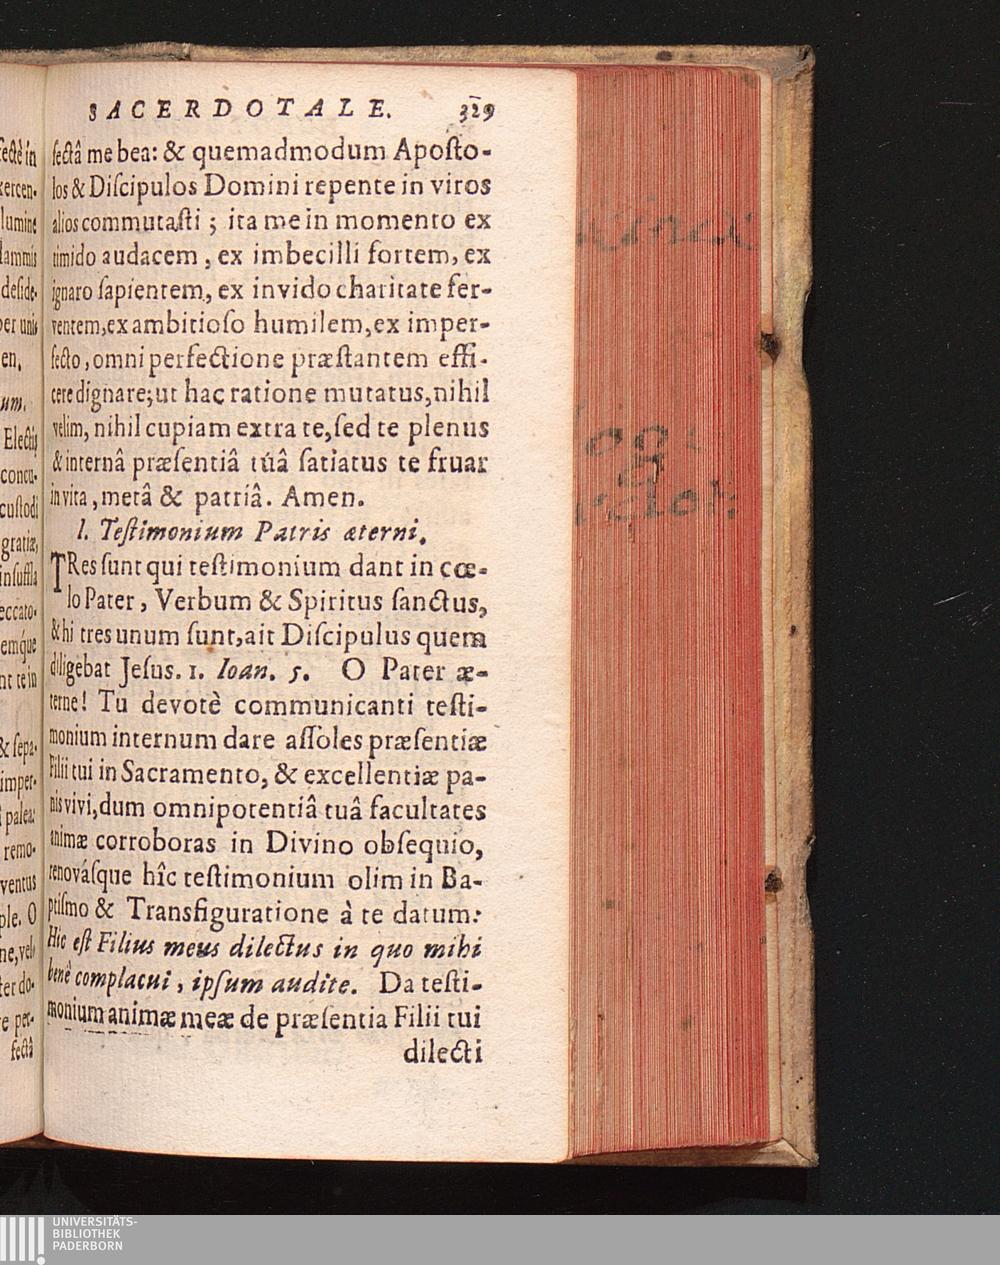 SACERDOTALE. 329
fectâ me bea: & quemadmodum Aposto-
los & Discipulos Domini repente in viros
alios commutasti ; ita me in momento ex
timido audacem , ex imbecilli fortem, ex
ignaro sapientem, ex invido charitate fer-
ventem, ex ambitioso humilem, ex imper-
fecto, omni perfectione præstantem effi-
cere dignare; ut hac ratione mutatus, nihil
velim, nihil cupiam extra te, sed te plenus
& internâ præsentiâ túâ satiatus te fruar
in vita, metâ & patriâ. Amen.
l. Testimonium Patris æterni.
TRes sunt qui testimonium dant in cœ-
lo Pater, Verbum & Spiritus sanctus,
& hi tres unum sunt, ait Discipulus quem
diligebat Jesus. 1. Ioan. 5. O Pater æ-
terne! Tu devotè communicanti testi-
monium internum dare assoles præsentiæ
Filii tui in Sacramento, & excellentiæ pa-
nis vivi, dum omnipotentiâ tuâ facultates
animæ corroboras in Divino obsequio,
renovásque hîc testimonium olim in Ba-
ptismo & Transfiguratione à te datum:
Hic est Filius meus dilectus in quo mihi
benè complacui, ipsum audite. Da testi-
monium animæ meæ de præsentia Filii tui
dilecti
UNIVERSITÄTS-
BIBLIOTHEK
PADERBORN